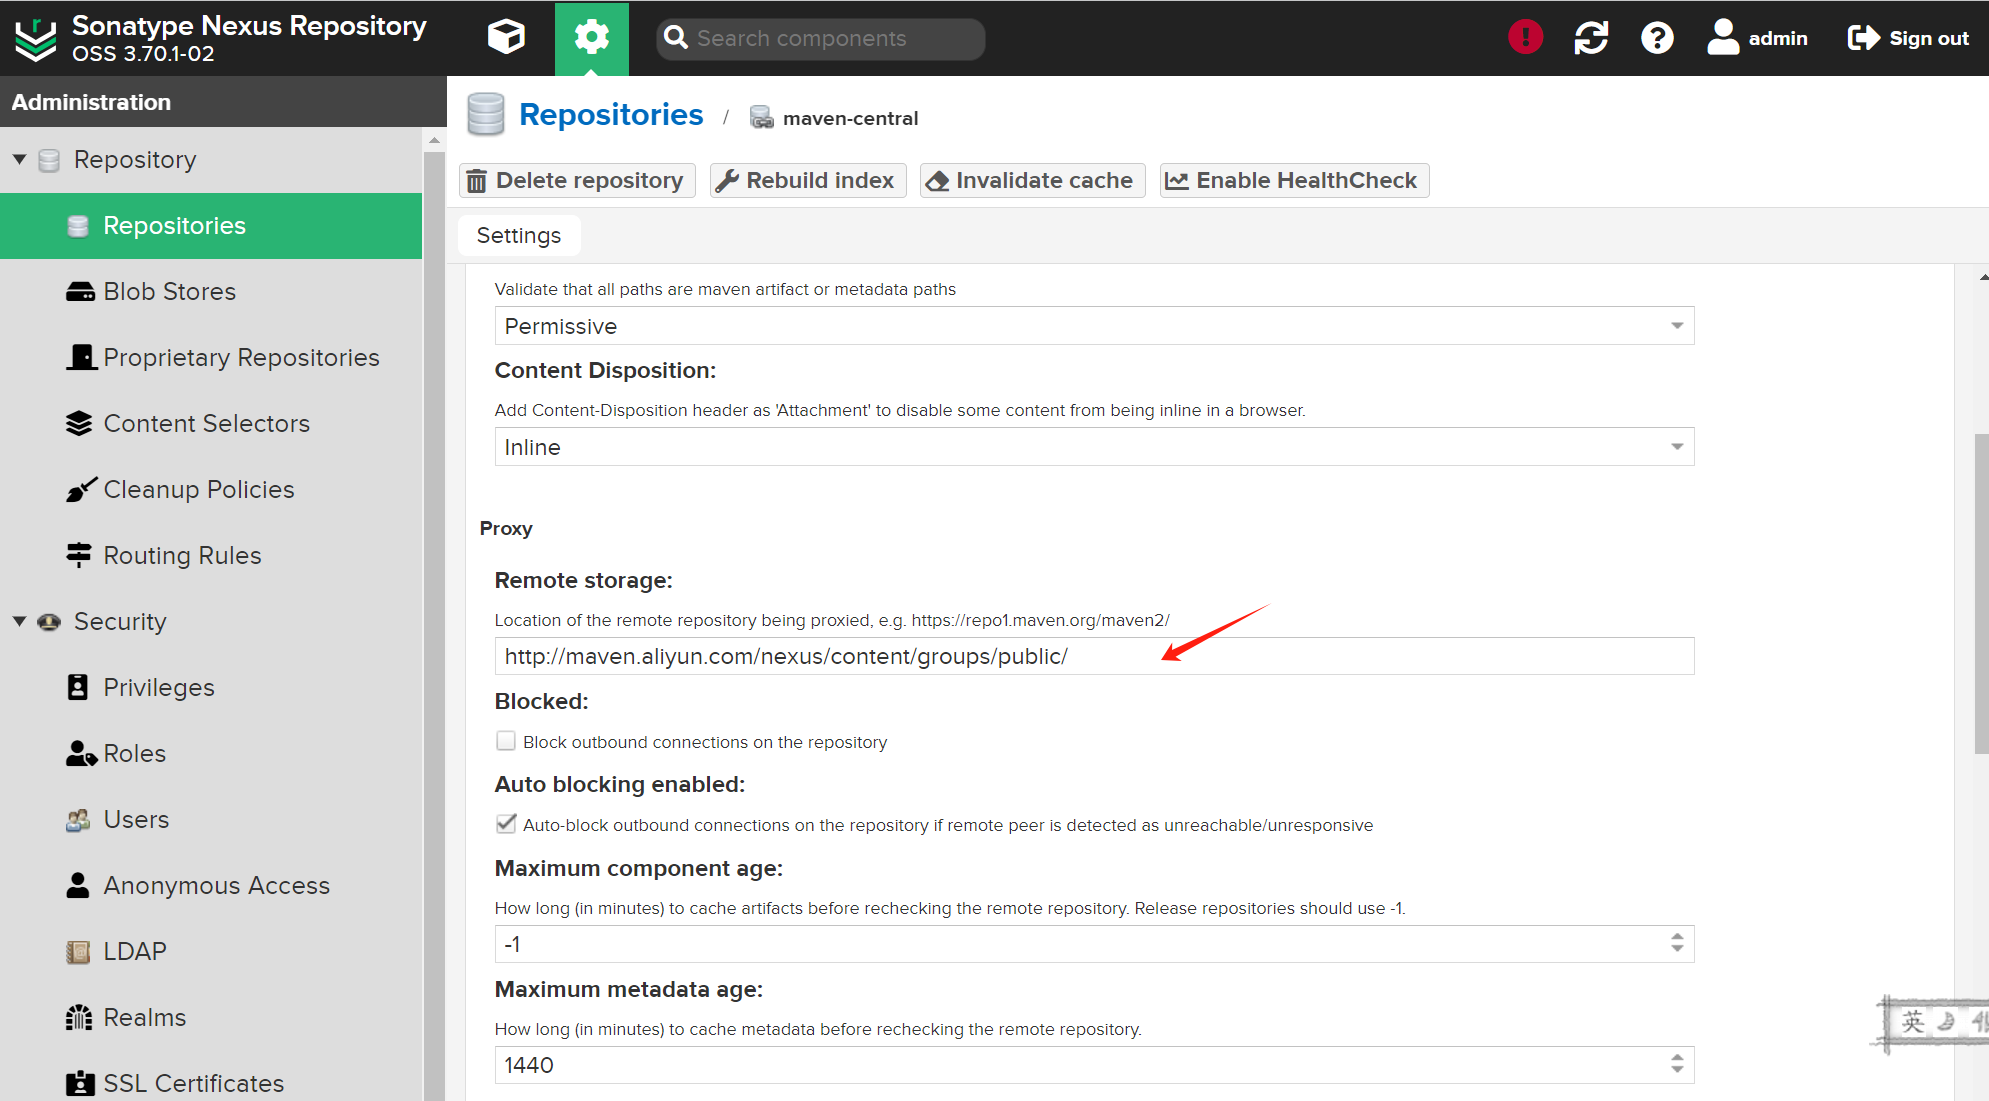 Sonatype Nexus Repository
OSS 3.70.1-02
Search components
admin
Sign out
Administration
Repository
Repositories
Blob Stores
Proprietary Repositories
Content Selectors
Cleanup Policies
Routing Rules
Security
Privileges
Roles
Users
Anonymous Access
LDAP
Realms
SSL Certificates
Repositories / maven-central
Delete repository
Rebuild index
Invalidate cache
Enable HealthCheck
Settings
Validate that all paths are maven artifact or metadata paths
Permissive
Content Disposition:
Add Content-Disposition header as 'Attachment' to disable some content from being inline in a browser.
Inline
Proxy
Remote storage:
Location of the remote repository being proxied, e.g. https://repo1.maven.org/maven2/
http://maven.aliyun.com/nexus/content/groups/public/
Blocked:
Block outbound connections on the repository
Auto blocking enabled:
Auto-block outbound connections on the repository if remote peer is detected as unreachable/unresponsive
Maximum component age:
How long (in minutes) to cache artifacts before rechecking the remote repository. Release repositories should use -1.
-1
Maximum metadata age:
How long (in minutes) to cache metadata before rechecking the remote repository.
1440
英